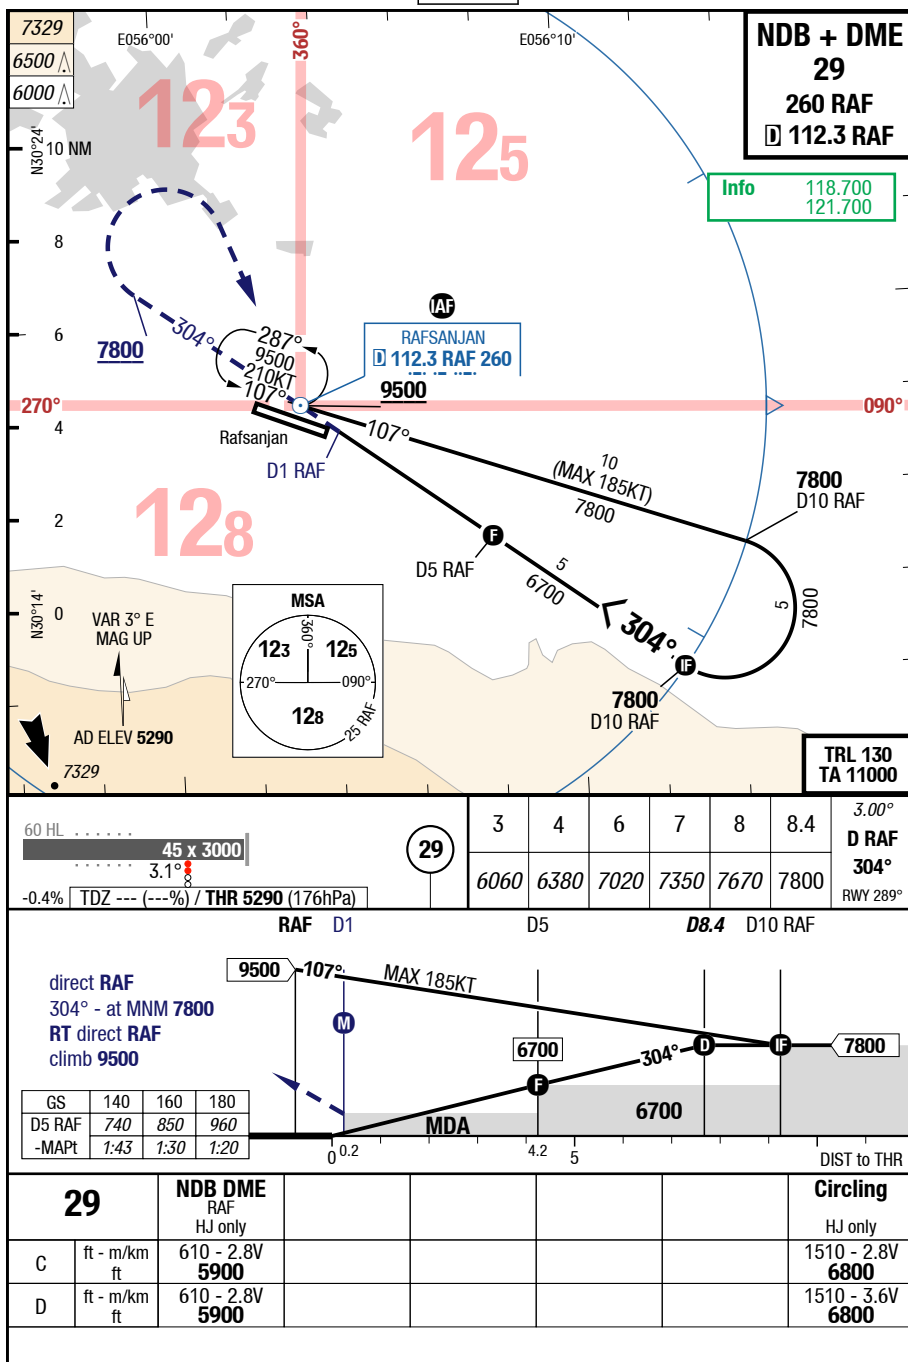 7329
6500
6000
E056°00'
360°
E056°10'
NDB + DME
29
260 RAF
D 112.3 RAF
Info 118.700
121.700
N30°24'
10 NM
123
125
8
6
4
2
0
IAF
RAFSANJAN
D 112.3 RAF 260
7800
304°
287°
9500
210KT
107°
9500
270°
090°
Rafsanjan
D1 RAF
107°
10
(MAX 185KT)
7800
7800
D10 RAF
128
F
D5 RAF
5
6700
5
7800
304°
IF
7800
D10 RAF
N30°14'
VAR 3° E
MAG UP
AD ELEV 5290
7329
MSA
360°
123
125
270°
090°
128
25 RAF
TRL 130
TA 11000
60 HL
45 x 3000
3.1°
-0.4% TDZ --- (---%) / THR 5290 (176hPa)
29
3 4 6 7 8 8.4
6060 6380 7020 7350 7670 7800
3.00°
D RAF
304°
RWY 289°
RAF D1 D5 D8.4 D10 RAF
direct RAF
304° - at MNM 7800
RT direct RAF
climb 9500
9500
107°
MAX 185KT
M
6700
F
304°
D
IF
7800
MDA
6700
GS 140 160 180
D5 RAF 740 850 960
-MAPt 1:43 1:30 1:20
0 0.2 4.2 5 DIST to THR
29 NDB DME Circling
RAF
HJ only HJ only
C ft - m/km 610 - 2.8V 1510 - 2.8V
ft 5900 6800
D ft - m/km 610 - 2.8V 1510 - 3.6V
ft 5900 6800